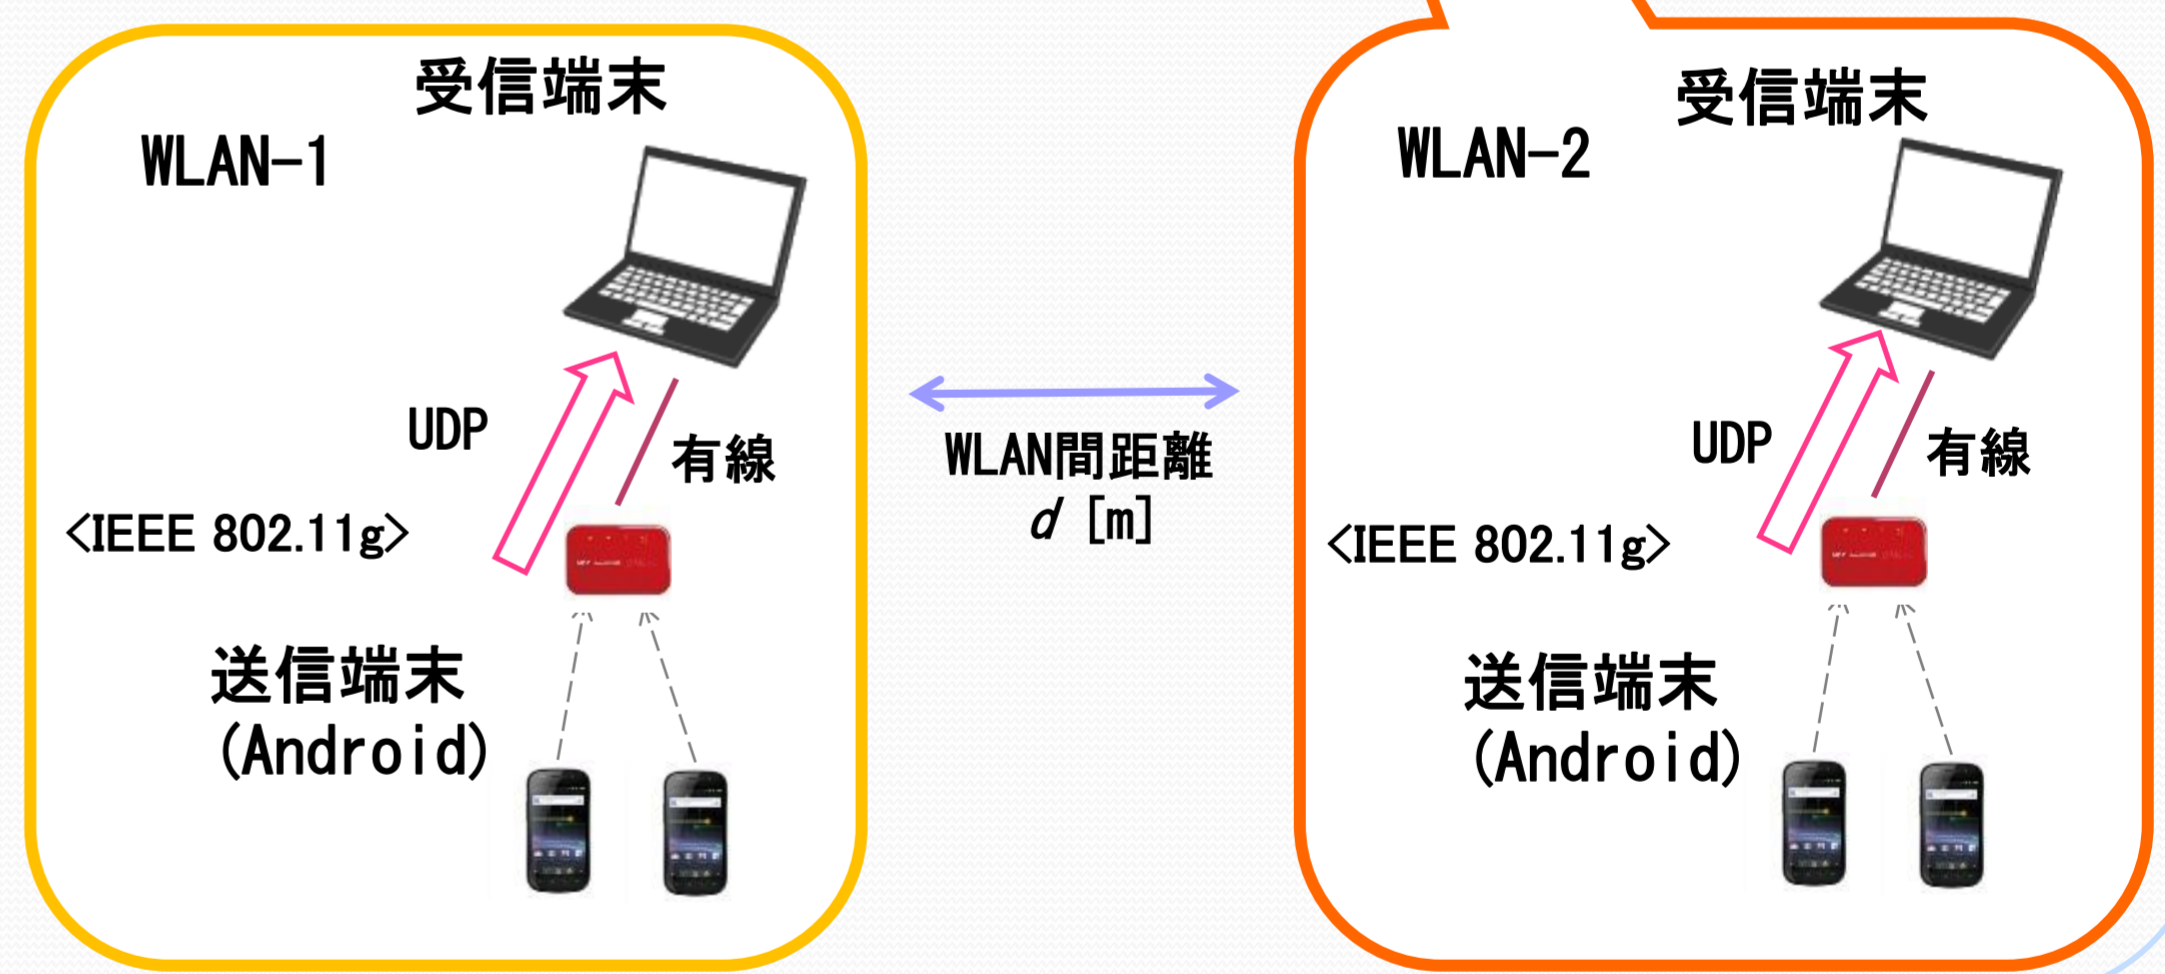 受信端末
WLAN-1
UDP
有線
<IEEE 802.11g>
送信端末
(Android)
WLAN間距離
d [m]
受信端末
WLAN-2
UDP
有線
<IEEE 802.11g>
送信端末
(Android)